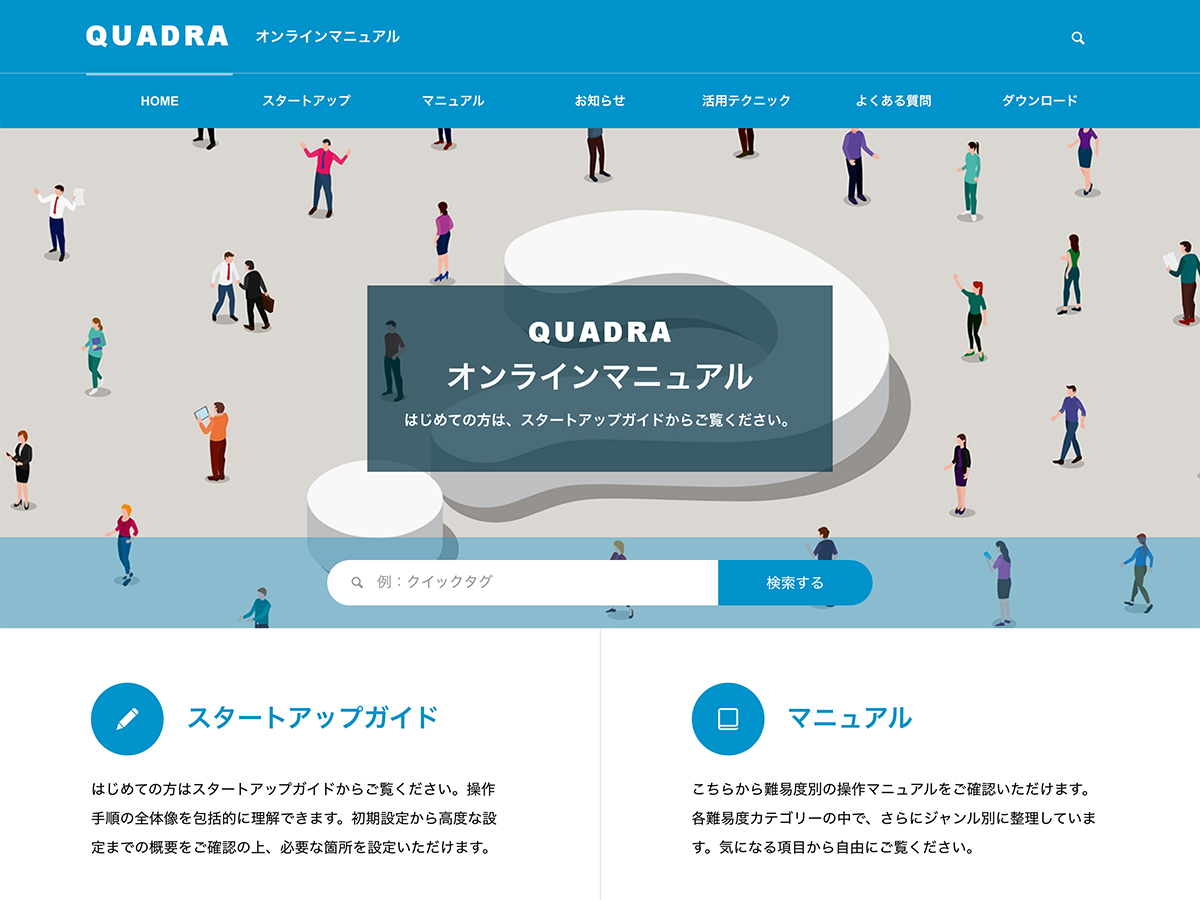 QUADRA オンラインマニュアル
HOME スタートアップ マニュアル お知らせ 活用テクニック よくある質問 ダウンロード
QUADRA
オンラインマニュアル
はじめての方は、スタートアップガイドからご覧ください。
例：クイックタグ 検索する
スタートアップガイド
はじめての方はスタートアップガイドからご覧ください。操作
手順の全体像を包括的に理解できます。初期設定から高度な設
定までの概要をご確認の上、必要な箇所を設定いただけます。
マニュアル
こちらから難易度別の操作マニュアルをご確認いただけます。
各難易度カテゴリーの中で、さらにジャンル別に整理していま
す。気になる項目から自由にご覧ください。